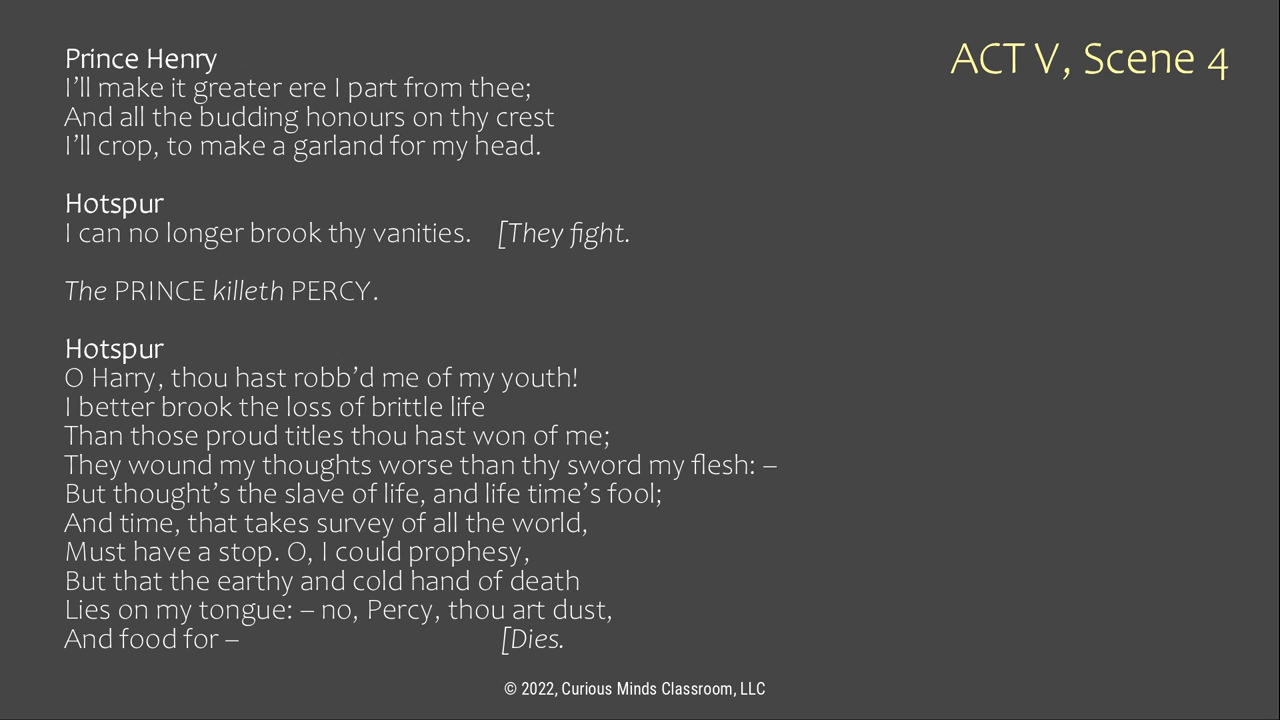 ACT V, Scene 4
Prince Henry
I’ll make it greater ere I part from thee;
And all the budding honours on thy crest
I’ll crop, to make a garland for my head.
Hotspur
I can no longer brook thy vanities. [They fight.
The PRINCE killeth PERCY.
Hotspur
O Harry, thou hast robb’d me of my youth!
I better brook the loss of brittle life
Than those proud titles thou hast won of me;
They wound my thoughts worse than thy sword my flesh: –
But thought’s the slave of life, and life time’s fool;
And time, that takes survey of all the world,
Must have a stop. O, I could prophesy,
But that the earthy and cold hand of death
Lies on my tongue: – no, Percy, thou art dust,
And food for – [Dies.
© 2022, Curious Minds Classroom, LLC